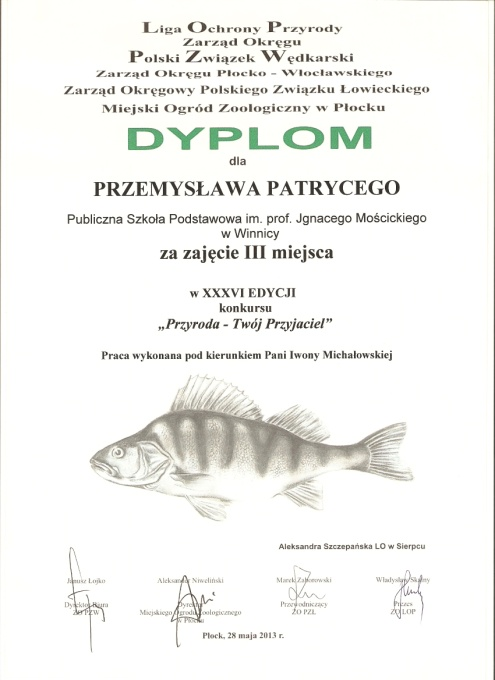 Liga Ochrony Przyrody
Zarząd Okręgu
Polski Związek Wędkarski
Zarząd Okręgu Płocko - Włocławskiego
Zarząd Okręgowy Polskiego Związku Łowieckiego
Miejski Ogród Zoologiczny w Płocku
DYPLOM
dla
PRZEMYSŁAWA PATRYCEGO
Publiczna Szkoła Podstawowa im. prof. Jgnacego Mościckiego
w Winnicy
za zajęcie III miejsca
w XXXVI EDYCJI
konkursu
„Przyroda - Twój Przyjaciel”
Praca wykonana pod kierunkiem Pani Iwony Michałowskiej
Aleksandra Szczepańska LO w Sierpcu
Janusz Łojko Aleksander Niweliński Marek Zaborowski Władysław Skalny
Dyrektor Biura Dyrektor Przewodniczący Prezes
ZO PZW Miejskiego Ogrodu Zoologicznego ZO PZŁ ZO LOP
w Płocku
Płock, 28 maja 2013 r.